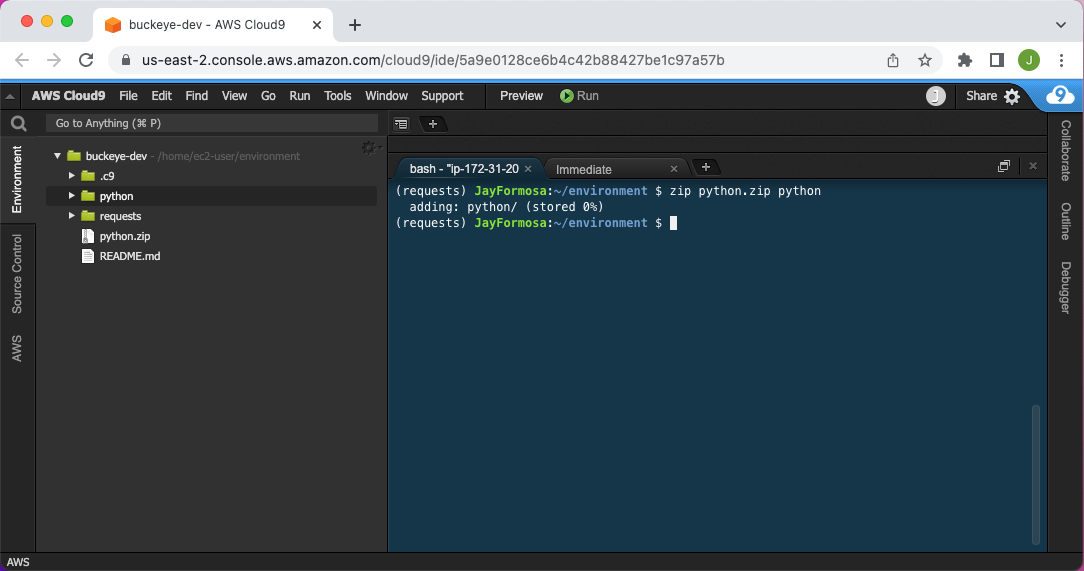 buckeye-dev - AWS Cloud9
us-east-2.console.aws.amazon.com/cloud9/ide/5a9e0128ce6b4c42b88427be1c97a57b
J
AWS Cloud9 File Edit Find View Go Run Tools Window Support Preview Run J Share 9
Go to Anything (⌘ P)
Environment
Source Control
AWS
buckeye-dev - /home/ec2-user/environment
.c9
python
requests
python.zip
README.md
bash - "ip-172-31-20
Immediate
(requests) JayFormosa:~/environment $ zip python.zip python
adding: python/ (stored 0%)
(requests) JayFormosa:~/environment $
Collaborate
Outline
Debugger
AWS